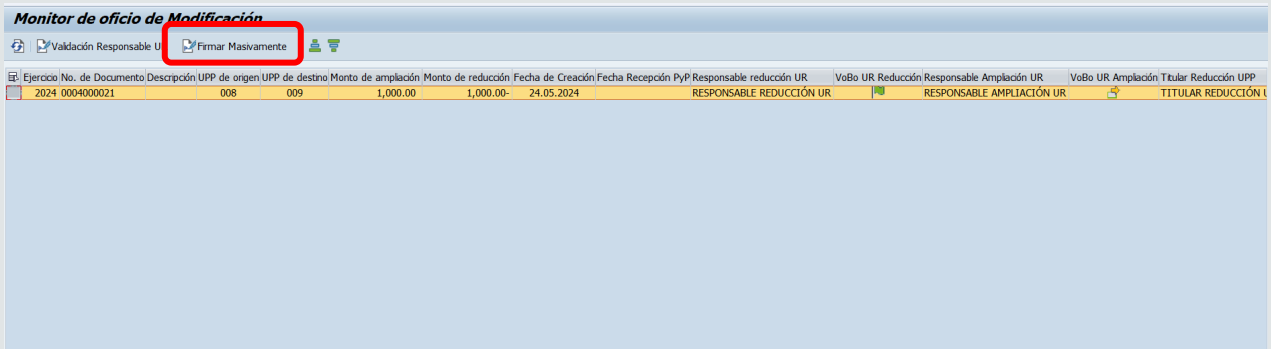 Monitor de oficio de Modificación
Validación Responsable U Firmar Masivamente
Ejercicio No. de Documento Descripción UPP de origen UPP de destino Monto de ampliación Monto de reducción Fecha de Creación Fecha Recepción PyP Responsable reducción UR VoBo UR Reducción Responsable Ampliación UR VoBo UR Ampliación Titular Reducción UPP
2024 0004000021 008 009 1,000.00 1,000.00- 24.05.2024 RESPONSABLE REDUCCIÓN UR RESPONSABLE AMPLIACIÓN UR TITULAR REDUCCIÓN U